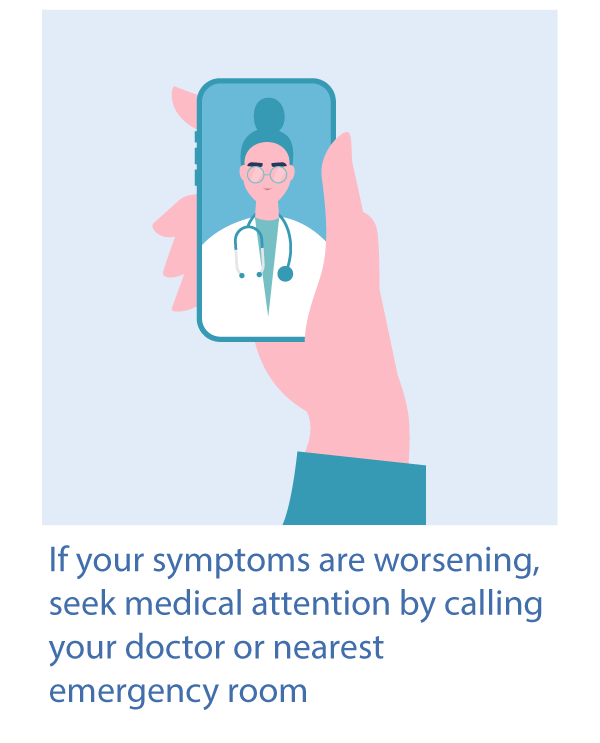 If your symptoms are worsening,
seek medical attention by calling
your doctor or nearest
emergency room